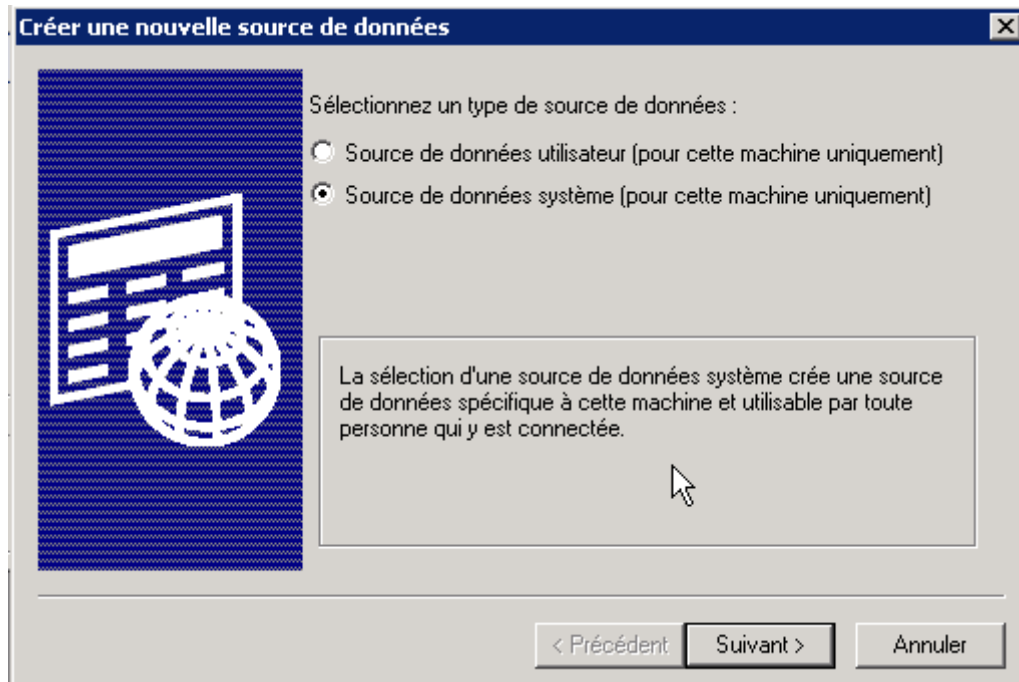 Créer une nouvelle source de données
Sélectionnez un type de source de données :
Source de données utilisateur (pour cette machine uniquement)
Source de données système (pour cette machine uniquement)
La sélection d'une source de données système crée une source
de données spécifique à cette machine et utilisable par toute
personne qui y est connectée.
< Précédent
Suivant >
Annuler